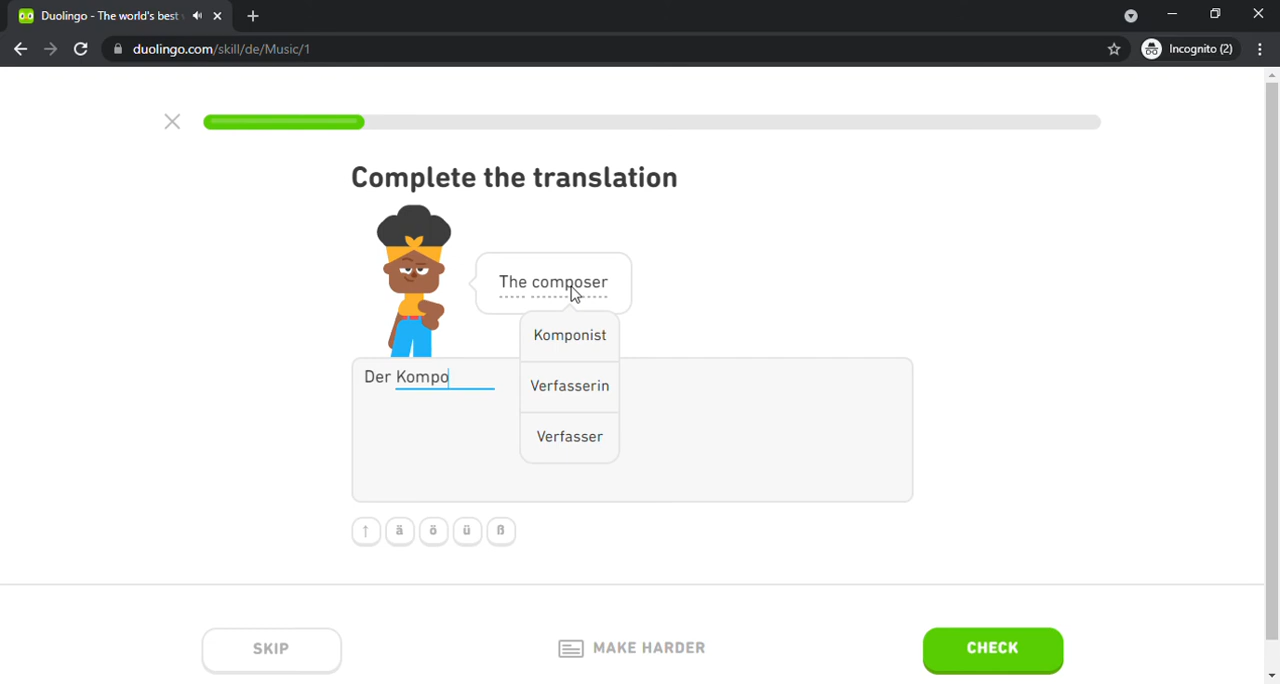 Duolingo - The world's best
duolingo.com/skill/de/Music/1
Incognito (2)
Complete the translation
The composer
Komponist
Verfasserin
Verfasser
Der Kompo
↑ ä ö ü ß
SKIP
MAKE HARDER
CHECK